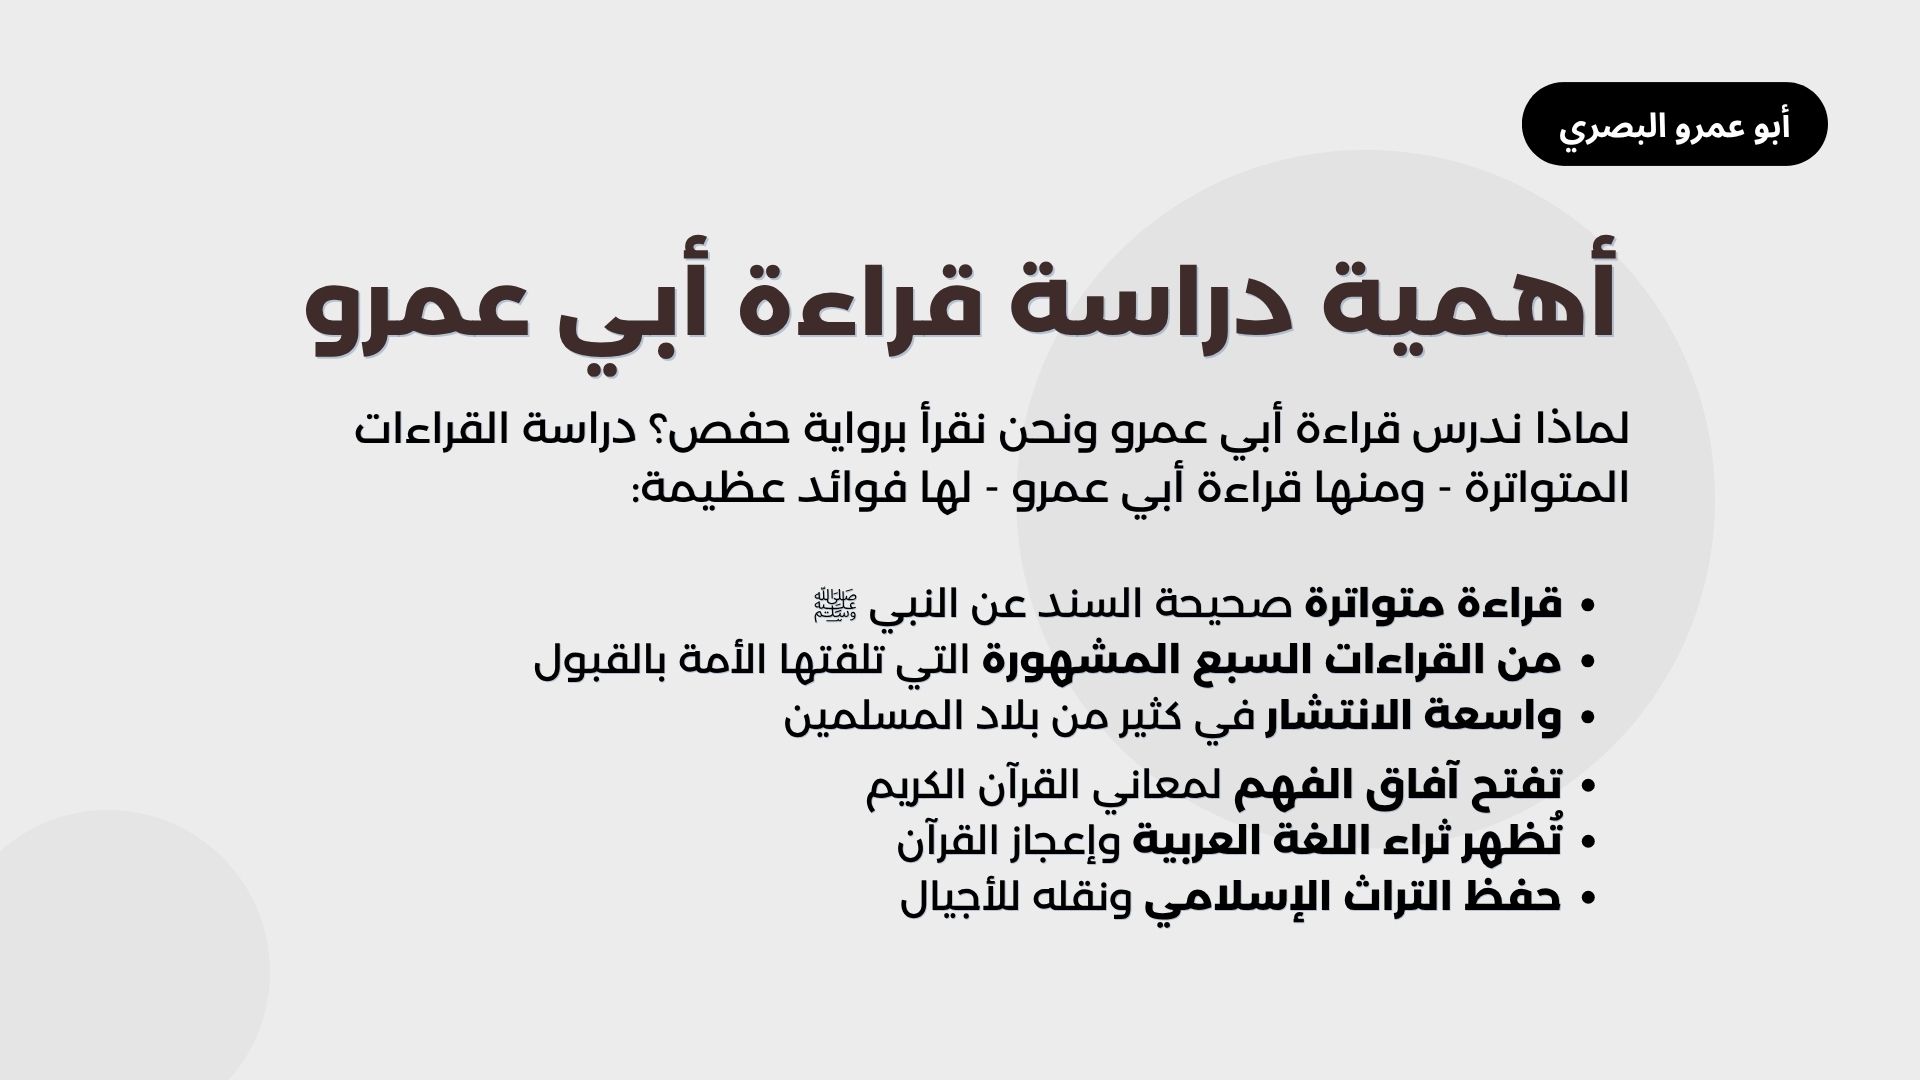 أبو عمرو البصري
أهمية دراسة قراءة أبي عمرو
لماذا ندرس قراءة أبي عمرو ونحن نقرأ برواية حفص؟ دراسة القراءات
المتواترة - ومنها قراءة أبي عمرو - لها فوائد عظيمة:
• قراءة متواترة صحيحة السند عن النبي ﷺ
• من القراءات السبع المشهورة التي تلقتها الأمة بالقبول
• واسعة الانتشار في كثير من بلاد المسلمين
• تفتح آفاق الفهم لمعاني القرآن الكريم
• تُظهر ثراء اللغة العربية وإعجاز القرآن
• حفظ التراث الإسلامي ونقله للأجيال